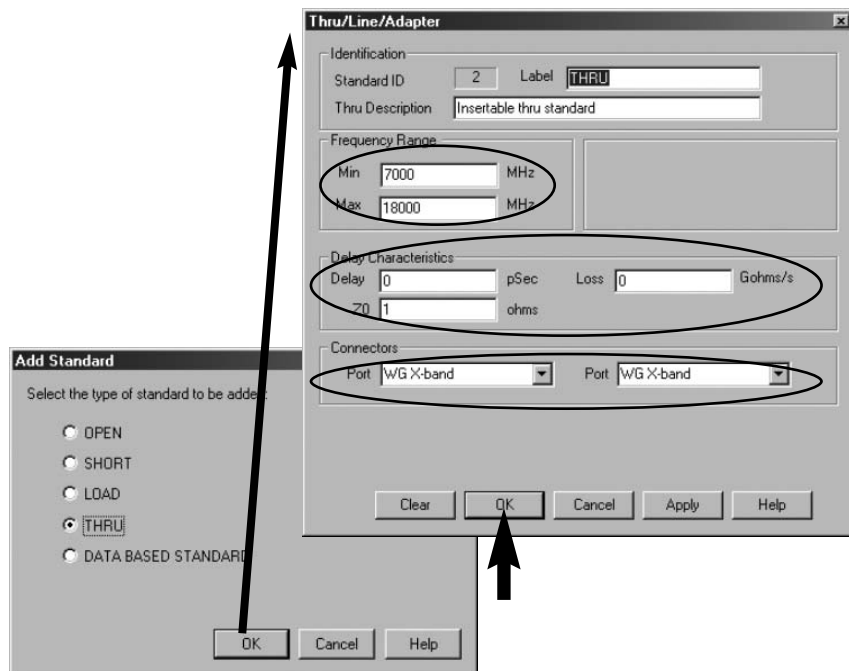 Thru/Line/Adapter
Identification
Standard ID 2 Label THRU
Thru Description Insertable thru standard
Frequency Range
Min 7000 MHz
Max 18000 MHz
Delay Characteristics
Delay 0 pSec Loss 0 Gohms/s
Z0 1 ohms
Connectors
Port WG X-band Port WG X-band
Clear OK Cancel Apply Help
Add Standard
Select the type of standard to be added:
OPEN
SHORT
LOAD
THRU
DATA BASED STANDARD
OK Cancel Help